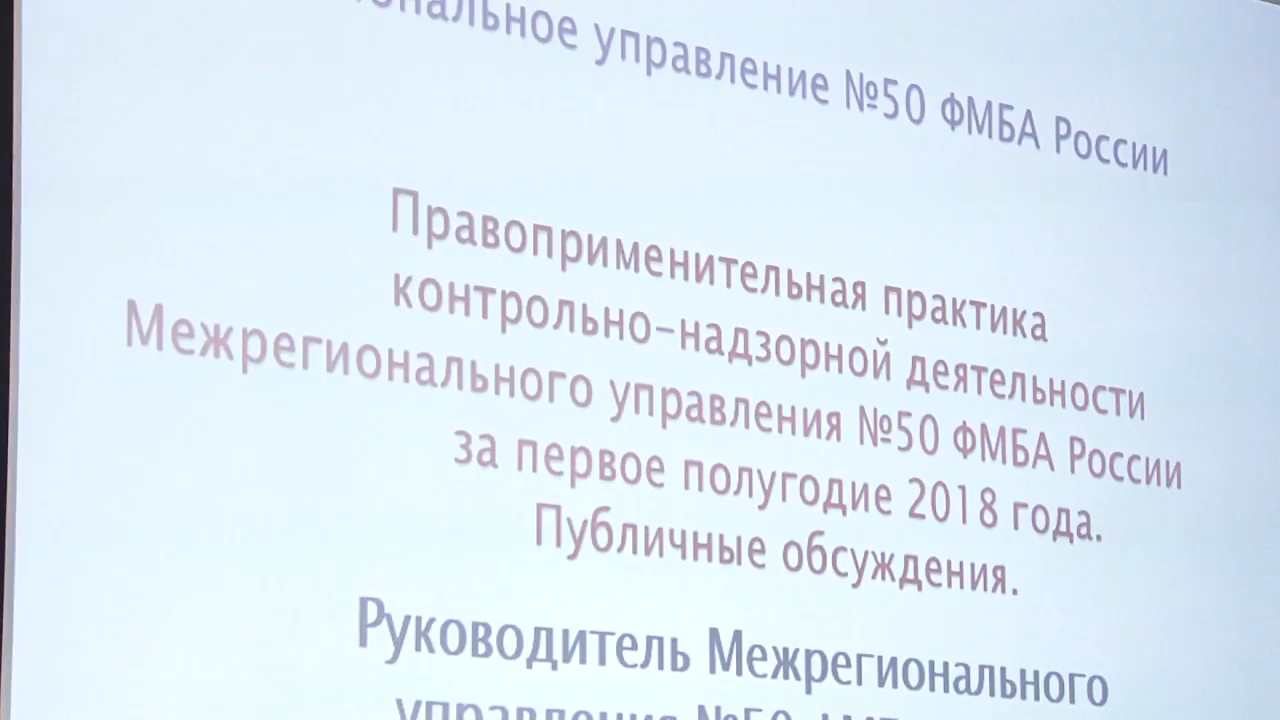 управление №50 ФМБА России
Правоприменительная практика
контрольно-надзорной деятельности
Межрегионального управления №50 ФМБА России
за первое полугодие 2018 года.
Публичные обсуждения.
Руководитель Межрегионального